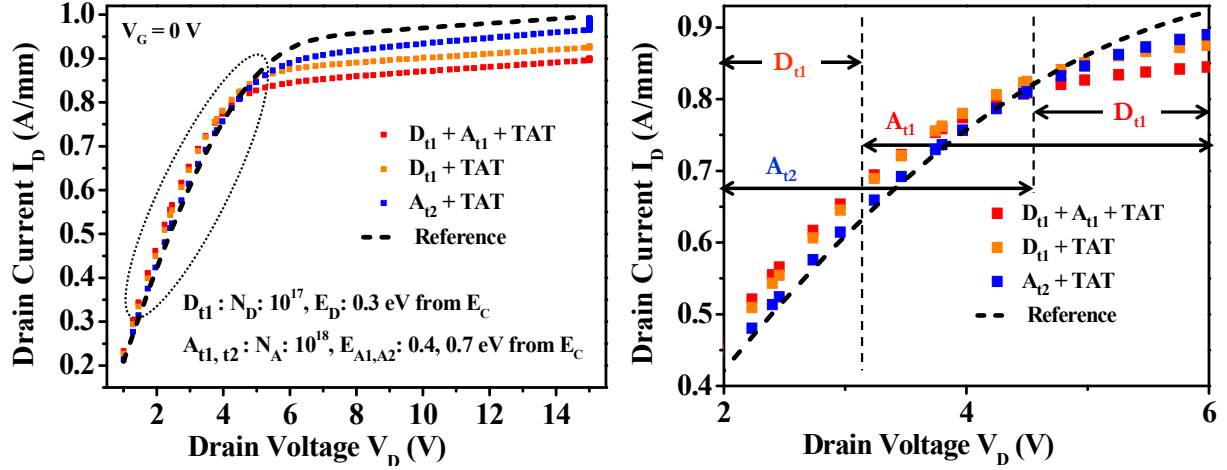 V_G = 0 V
1.0
0.9
0.8
0.7
0.6
0.5
0.4
0.3
0.2
Drain Current I_D (A/mm)
D_t1 + A_t1 + TAT
D_t1 + TAT
A_t2 + TAT
Reference
D_t1 : N_D: 10^17, E_D: 0.3 eV from E_C
A_t1, t2 : N_A: 10^18, E_A1,A2: 0.4, 0.7 eV from E_C
2 4 6 8 10 12 14
Drain Voltage V_D (V)
0.9
0.8
0.7
0.6
0.5
0.4
Drain Current I_D (A/mm)
D_t1
A_t1
D_t1
A_t2
D_t1 + A_t1 + TAT
D_t1 + TAT
A_t2 + TAT
Reference
2 4 6
Drain Voltage V_D (V)